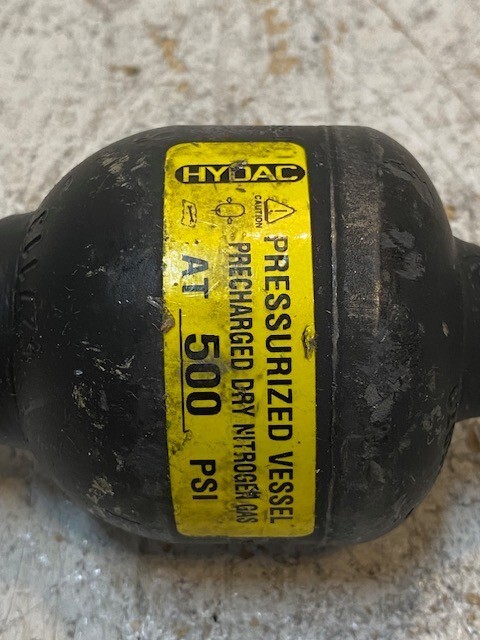 HYDAC
CAUTION
PRESSURIZED VESSEL
PRECHARGED DRY NITROGEN GAS
AT 500 PSI